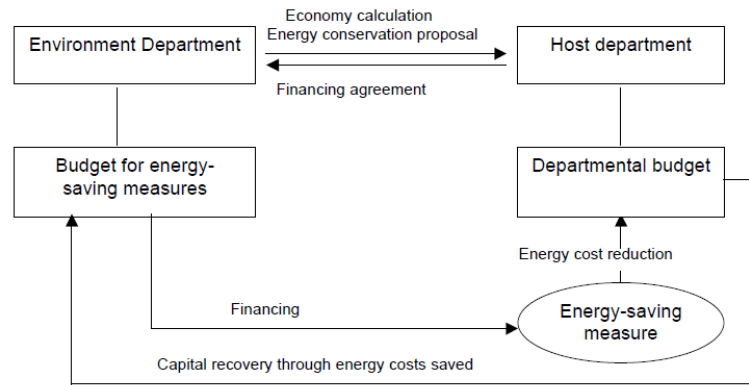 Economy calculation
Energy conservation proposal
Environment Department
Host department
Financing agreement
Budget for energy-
saving measures
Departmental budget
Energy cost reduction
Financing
Energy-saving
measure
Capital recovery through energy costs saved